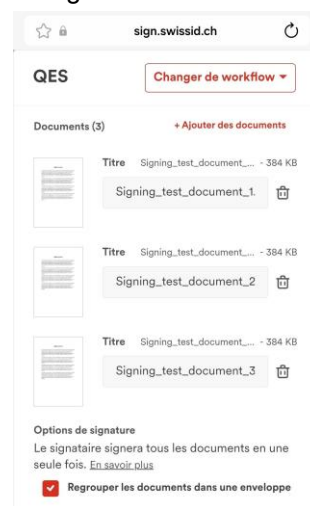 sign.swissid.ch
QES
Changer de workflow
Documents (3)
+ Ajouter des documents
Titre Signing_test_document_... - 384 KB
Signing_test_document_1.
Titre Signing_test_document_... - 384 KB
Signing_test_document_2
Titre Signing_test_document_... - 384 KB
Signing_test_document_3
Options de signature
Le signataire signera tous les documents en une
seule fois. En savoir plus
Regrouper les documents dans une enveloppe